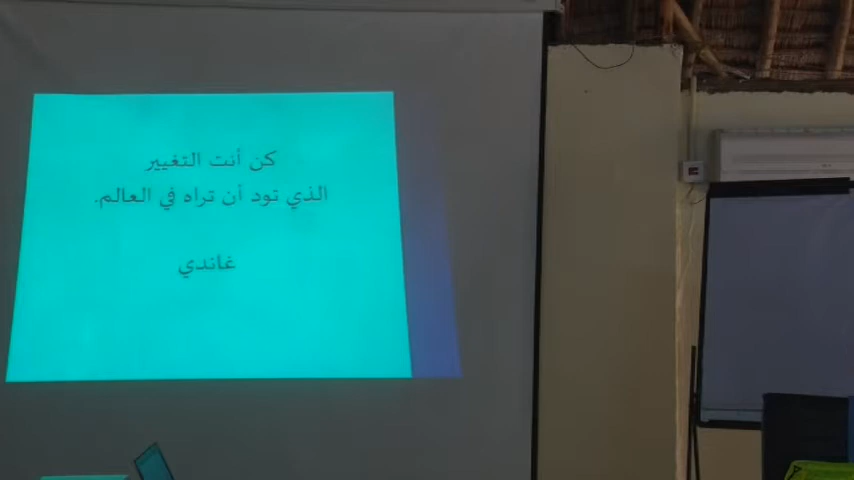 كن أنت التغيير
الذي تود أن تراه في العالم.
غاندي